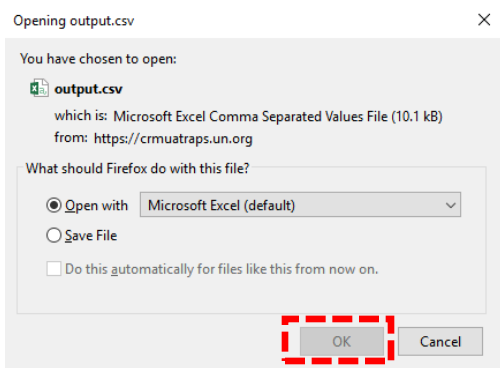 Opening output.csv
You have chosen to open:
output.csv
which is: Microsoft Excel Comma Separated Values File (10.1 kB)
from: https://crmuatraps.un.org
What should Firefox do with this file?
Open with Microsoft Excel (default)
Save File
Do this automatically for files like this from now on.
OK Cancel